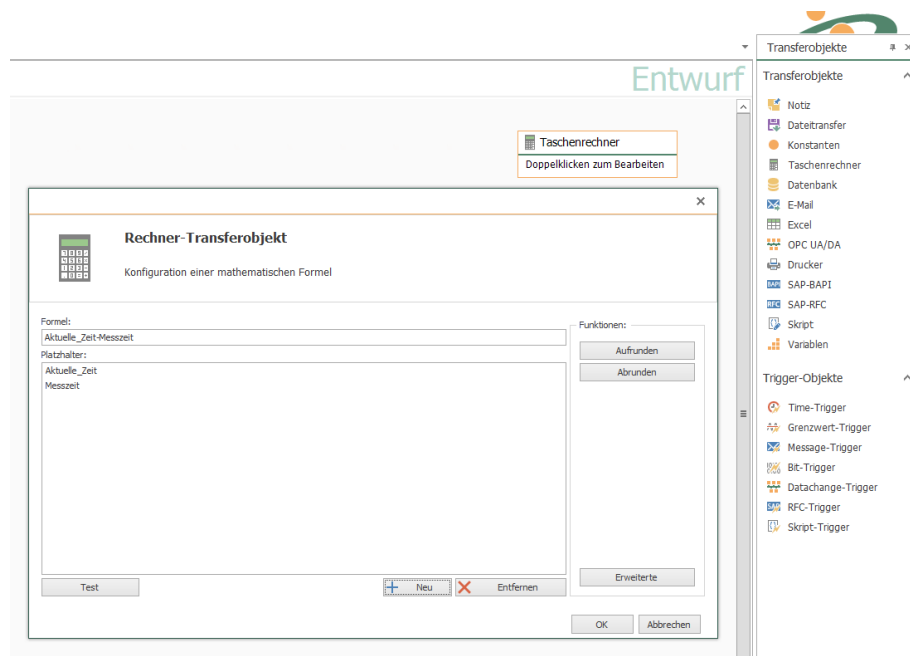 Transferobjekte
Entwurf
Taschenrechner
Doppelklicken zum Bearbeiten
Rechner-Transferobjekt
Konfiguration einer mathematischen Formel
Formel:
Aktuelle_Zeit-Messzeit
Platzhalter:
Aktuelle_Zeit
Messzeit
Funktionen:
Aufrunden
Abrunden
Erweiterte
Test
Neu
Entfernen
OK
Abbrechen
Transferobjekte
Notiz
Dateitransfer
Konstanten
Taschenrechner
Datenbank
E-Mail
Excel
OPC UA/DA
Drucker
SAP-BAPI
SAP-RFC
Skript
Variablen
Trigger-Objekte
Time-Trigger
Grenzwert-Trigger
Message-Trigger
Bit-Trigger
Datachange-Trigger
RFC-Trigger
Skript-Trigger